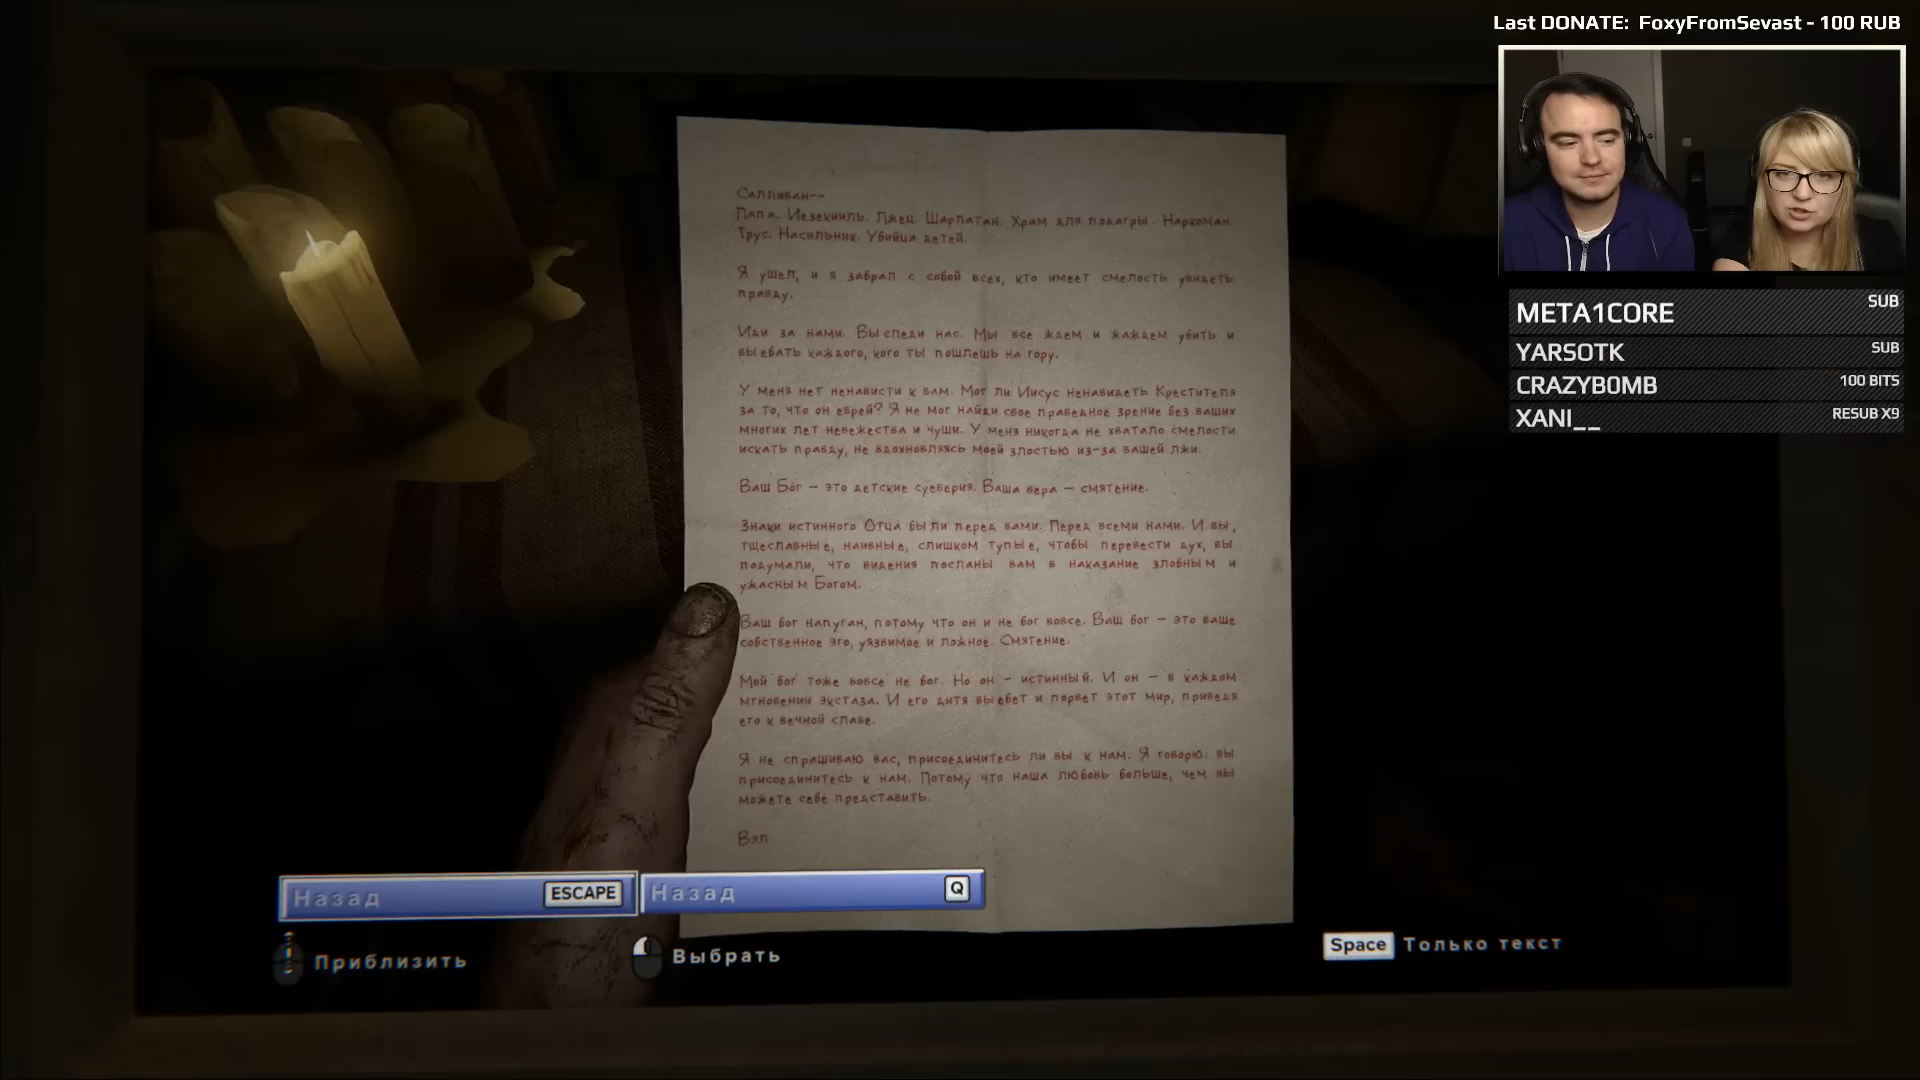 Last DONATE: FoxyFromSevast - 100 RUB
META1CORE SUB
YARSOTK SUB
CRAZYB0MB 100 BITS
XANI__ RESUB X9
Салливан--
Папа. Иезекииль. Лжец. Шарлатан. Храм для подагры. Наркоман.
Трус. Насильник. Убийца детей.
Я ушел, и я забрал с собой всех, кто имеет смелость увидеть
правду.
Иди за нами. Выследи нас. Мы все ждем и жаждем убить и
выебать каждого, кого ты пошлешь на гору.
У меня нет ненависти к вам. Мог ли Иисус ненавидеть Крестителя
за то, что он еврей? Я не мог найди свое праведное зрение без ваших
многих лет невежества и чуши. У меня никогда не хватало смелости
искать правду, не вдохновляясь моей злостью из-за вашей лжи.
Ваш Бог – это детские суеверия. Ваша вера – смятение.
Знаки истинного Отца были перед вами. Перед всеми нами. И вы,
тщеславные, наивные, слишком тупые, чтобы перевести дух, вы
подумали, что видения посланы вам в наказание злобным и
ужасным Богом.
Ваш бог напуган, потому что он и не бог вовсе. Ваш бог – это ваше
собственное эго, уязвимое и ложное. Смятение.
Мой бог тоже вовсе не бог. Но он – истинный. И он – в каждом
мгновении экстаза. И его дитя выебет и порвет этот мир, приведя
его к вечной славе.
Я не спрашиваю вас, присоединитесь ли вы к нам. Я говорю: вы
присоединитесь к нам. Потому что наша любовь больше, чем вы
можете себе представить.
Вэл
Назад ESCAPE Назад Q
Приблизить Выбрать Space Только текст